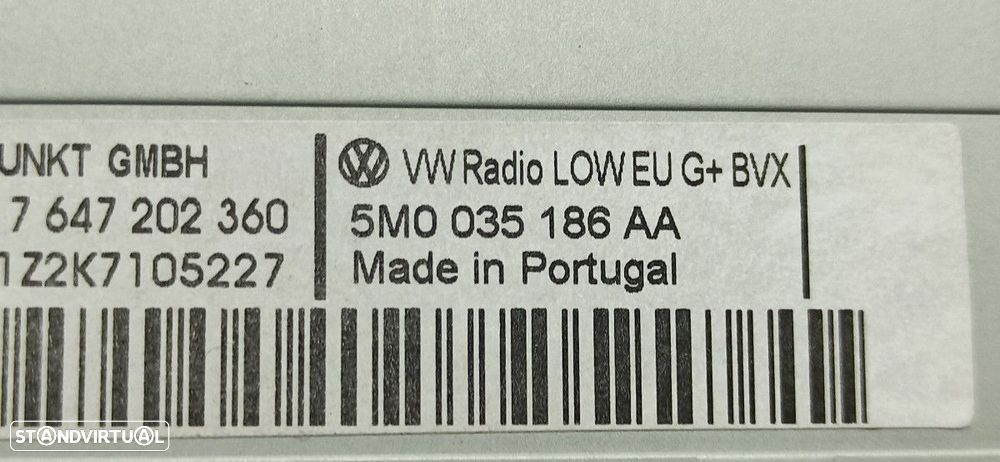 UNKT GMBH
7 647 202 360
1Z2K7105227
VW Radio LOW EU G+ BVX
5M0 035 186 AA
Made in Portugal
STANDVIRTUAL